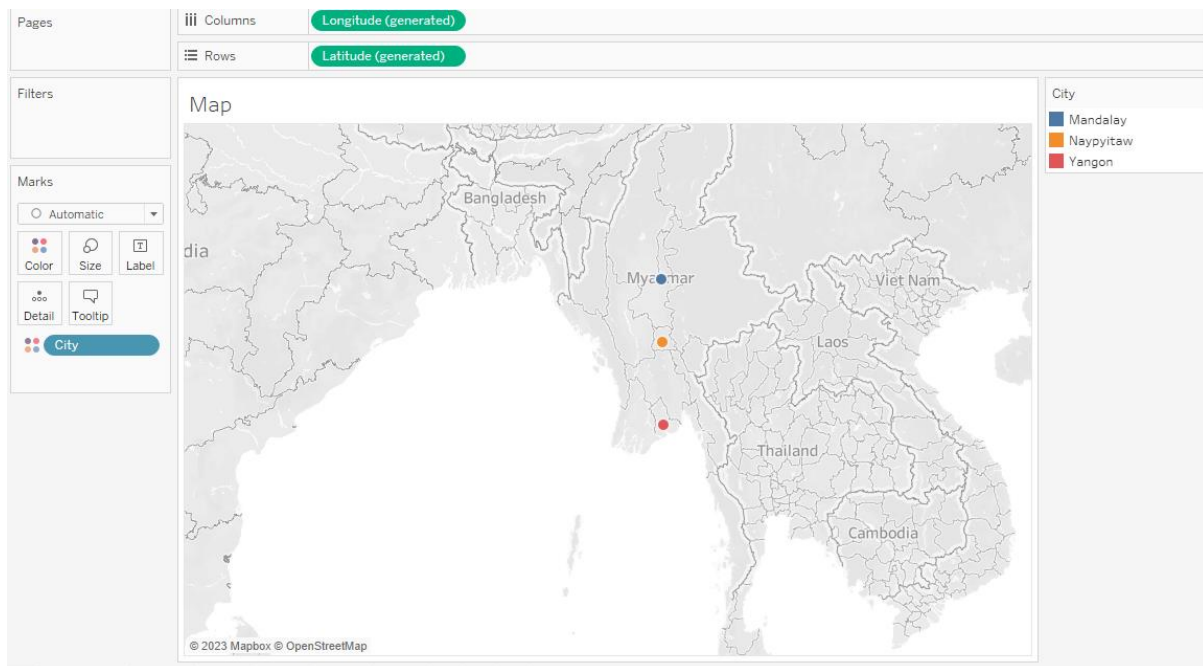 Pages
Columns
Longitude (generated)
Rows
Latitude (generated)
Filters
Marks
Automatic
Color
Size
Label
Detail
Tooltip
City
Map
dia
Bangladesh
Myanmar
Viet Nam
Laos
Thailand
Cambodia
© 2023 Mapbox © OpenStreetMap
City
Mandalay
Naypyitaw
Yangon